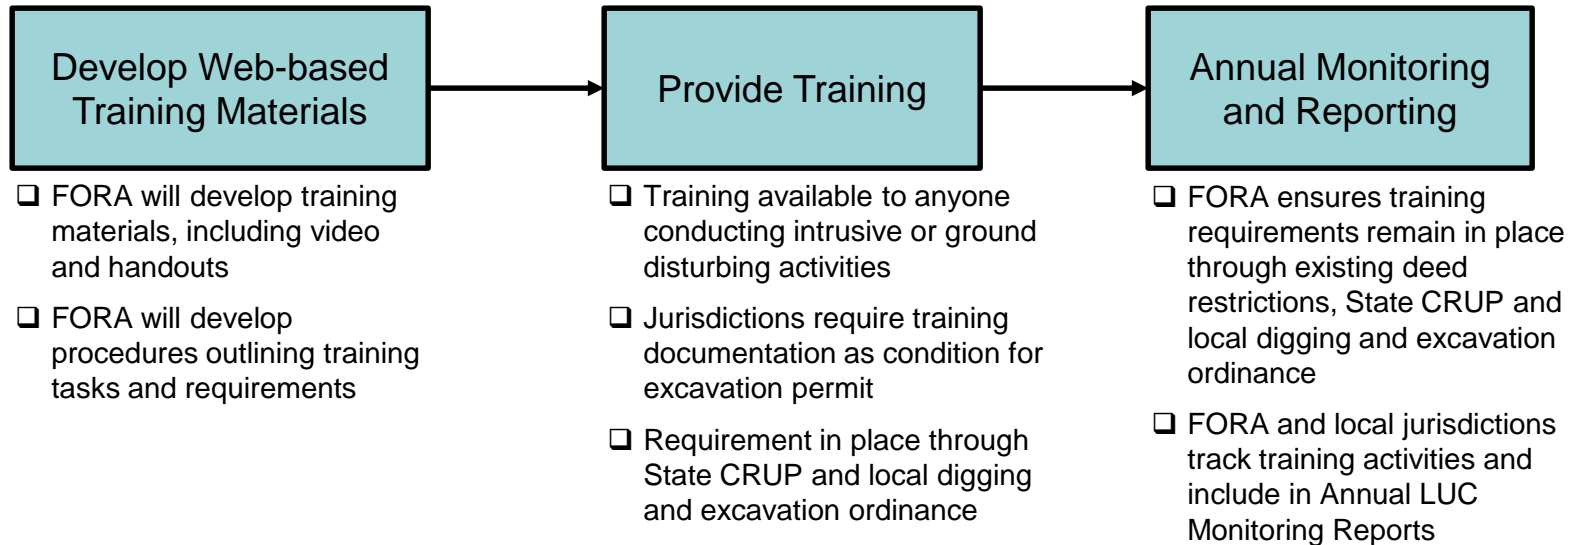 Develop Web-based
Training Materials
❑ FORA will develop training
materials, including video
and handouts
❑ FORA will develop
procedures outlining training
tasks and requirements
Provide Training
❑ Training available to anyone
conducting intrusive or ground
disturbing activities
❑ Jurisdictions require training
documentation as condition for
excavation permit
❑ Requirement in place through
State CRUP and local digging
and excavation ordinance
Annual Monitoring
and Reporting
❑ FORA ensures training
requirements remain in place
through existing deed
restrictions, State CRUP and
local digging and excavation
ordinance
❑ FORA and local jurisdictions
track training activities and
include in Annual LUC
Monitoring Reports